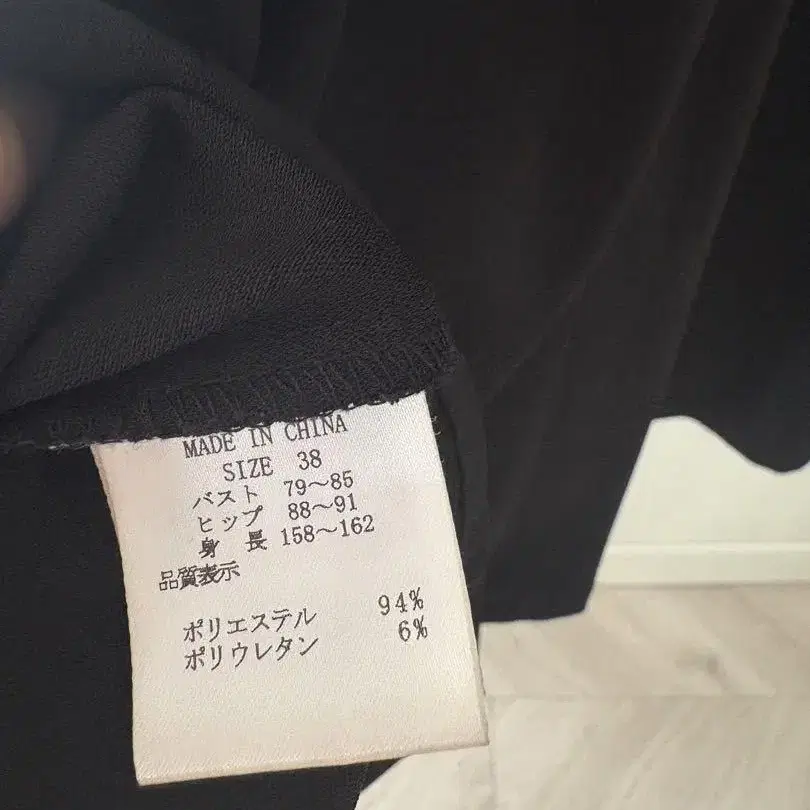 MADE IN CHINA
SIZE 38
バスト 79～85
ヒップ 88～91
身長 158～162
品質表示
ポリエステル 94%
ポリウレタン 6%